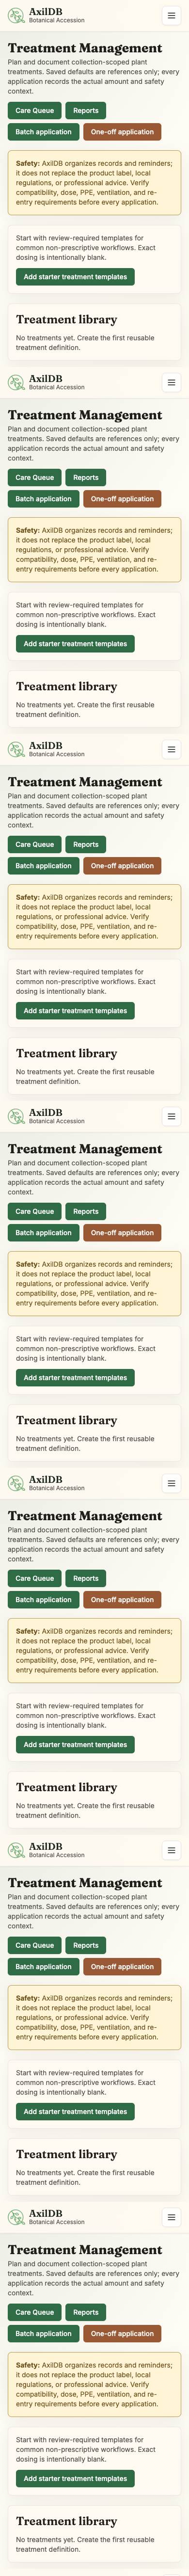 AxilDB
Botanical Accession
Treatment Management
Plan and document collection-scoped plant
treatments. Saved defaults are references only; every
application records the actual amount and safety
context.
Care Queue Reports
Batch application One-off application
Safety: AxilDB organizes records and reminders;
it does not replace the product label, local
regulations, or professional advice. Verify
compatibility, dose, PPE, ventilation, and re-
entry requirements before every application.
Start with review-required templates for
common non-prescriptive workflows. Exact
dosing is intentionally blank.
Add starter treatment templates
Treatment library
No treatments yet. Create the first reusable
treatment definition.
AxilDB
Botanical Accession
Treatment Management
Plan and document collection-scoped plant
treatments. Saved defaults are references only; every
application records the actual amount and safety
context.
Care Queue Reports
Batch application One-off application
Safety: AxilDB organizes records and reminders;
it does not replace the product label, local
regulations, or professional advice. Verify
compatibility, dose, PPE, ventilation, and re-
entry requirements before every application.
Start with review-required templates for
common non-prescriptive workflows. Exact
dosing is intentionally blank.
Add starter treatment templates
Treatment library
No treatments yet. Create the first reusable
treatment definition.
AxilDB
Botanical Accession
Treatment Management
Plan and document collection-scoped plant
treatments. Saved defaults are references only; every
application records the actual amount and safety
context.
Care Queue Reports
Batch application One-off application
Safety: AxilDB organizes records and reminders;
it does not replace the product label, local
regulations, or professional advice. Verify
compatibility, dose, PPE, ventilation, and re-
entry requirements before every application.
Start with review-required templates for
common non-prescriptive workflows. Exact
dosing is intentionally blank.
Add starter treatment templates
Treatment library
No treatments yet. Create the first reusable
treatment definition.
AxilDB
Botanical Accession
Treatment Management
Plan and document collection-scoped plant
treatments. Saved defaults are references only; every
application records the actual amount and safety
context.
Care Queue Reports
Batch application One-off application
Safety: AxilDB organizes records and reminders;
it does not replace the product label, local
regulations, or professional advice. Verify
compatibility, dose, PPE, ventilation, and re-
entry requirements before every application.
Start with review-required templates for
common non-prescriptive workflows. Exact
dosing is intentionally blank.
Add starter treatment templates
Treatment library
No treatments yet. Create the first reusable
treatment definition.
AxilDB
Botanical Accession
Treatment Management
Plan and document collection-scoped plant
treatments. Saved defaults are references only; every
application records the actual amount and safety
context.
Care Queue Reports
Batch application One-off application
Safety: AxilDB organizes records and reminders;
it does not replace the product label, local
regulations, or professional advice. Verify
compatibility, dose, PPE, ventilation, and re-
entry requirements before every application.
Start with review-required templates for
common non-prescriptive workflows. Exact
dosing is intentionally blank.
Add starter treatment templates
Treatment library
No treatments yet. Create the first reusable
treatment definition.
AxilDB
Botanical Accession
Treatment Management
Plan and document collection-scoped plant
treatments. Saved defaults are references only; every
application records the actual amount and safety
context.
Care Queue Reports
Batch application One-off application
Safety: AxilDB organizes records and reminders;
it does not replace the product label, local
regulations, or professional advice. Verify
compatibility, dose, PPE, ventilation, and re-
entry requirements before every application.
Start with review-required templates for
common non-prescriptive workflows. Exact
dosing is intentionally blank.
Add starter treatment templates
Treatment library
No treatments yet. Create the first reusable
treatment definition.
AxilDB
Botanical Accession
Treatment Management
Plan and document collection-scoped plant
treatments. Saved defaults are references only; every
application records the actual amount and safety
context.
Care Queue Reports
Batch application One-off application
Safety: AxilDB organizes records and reminders;
it does not replace the product label, local
regulations, or professional advice. Verify
compatibility, dose, PPE, ventilation, and re-
entry requirements before every application.
Start with review-required templates for
common non-prescriptive workflows. Exact
dosing is intentionally blank.
Add starter treatment templates
Treatment library
No treatments yet. Create the first reusable
treatment definition.